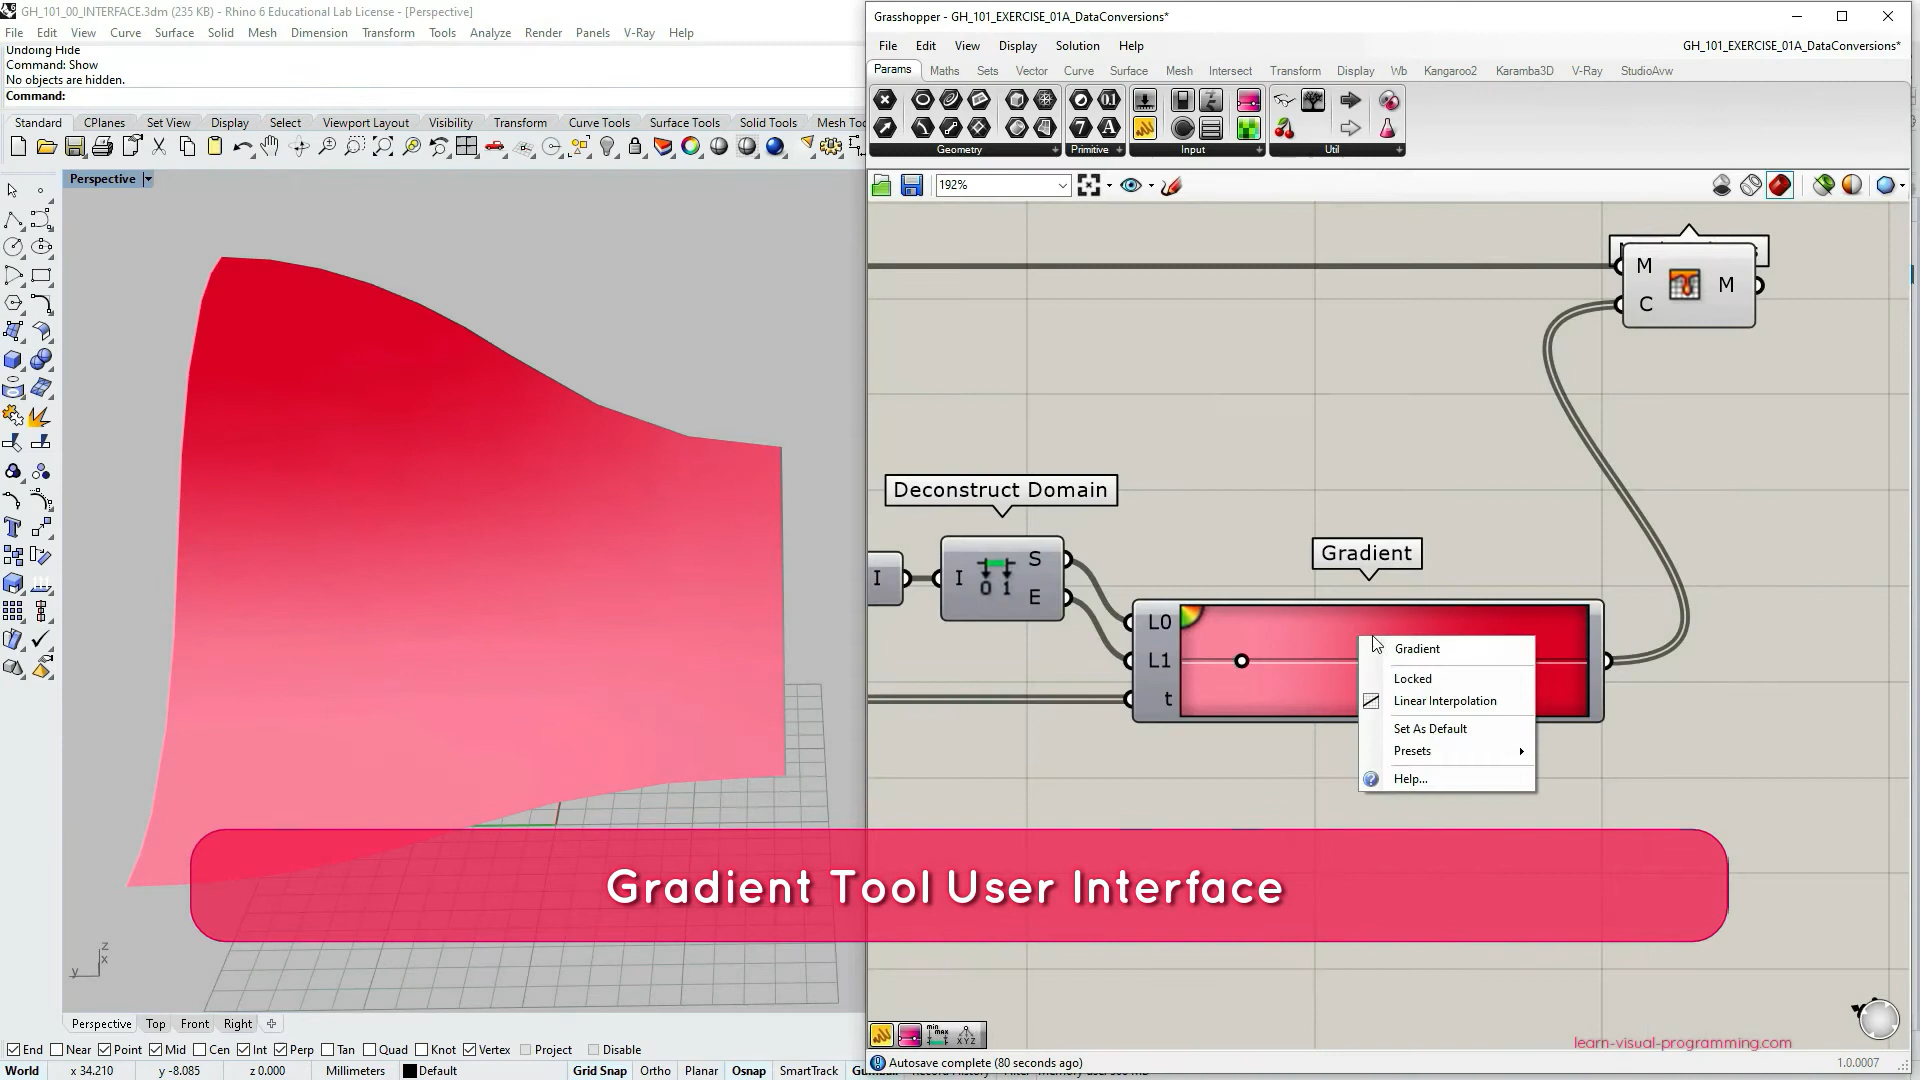 GH_101_00_INTERFACE.3dm (235 KB) - Rhino 6 Educational Lab License - [Perspective]
File Edit View Curve Surface Solid Mesh Dimension Transform Tools Analyze Render Panels V-Ray Help
Undoing Hide
Command: Show
No objects are hidden.
Command:
Standard CPlanes Set View Display Select Viewport Layout Visibility Transform Curve Tools Surface Tools Solid Tools Mesh Too
Perspective
z
x
y
Perspective Top Front Right
End Near Point Mid Cen Int Perp Tan Quad Knot Vertex Project Disable
World x 34.210 y -8.085 z 0.000 Millimeters Default Grid Snap Ortho Planar Osnap SmartTrack
Grasshopper - GH_101_EXERCISE_01A_DataConversions*
File Edit View Display Solution Help
GH_101_EXERCISE_01A_DataConversions*
Params Maths Sets Vector Curve Surface Mesh Intersect Transform Display Wb Kangaroo2 Karamba3D V-Ray StudioAvw
Geometry Primitive Input Util
192%
M
M
C
Deconstruct Domain
I
I
S
E
0 1
Gradient
L0
L1
t
Gradient
Locked
Linear Interpolation
Set As Default
Presets
Help...
Gradient Tool User Interface
min
max
XYZ
learn-visual-programming.com
Autosave complete (80 seconds ago)
1.0.0007